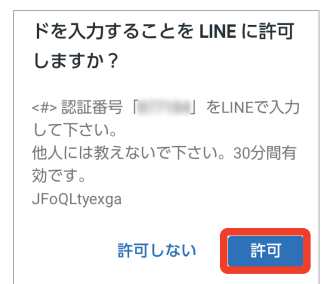 ドを入力することを LINE に許可
しますか？
<#> 認証番号「」をLINEで入力
して下さい。
他人には教えないで下さい。30分間有
効です。
JFoQLtyexga
許可しない
許可